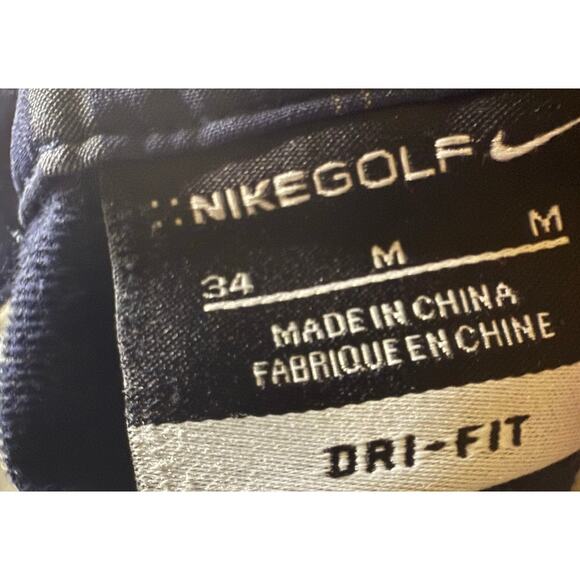 NIKEGOLF
34 M M
MADE IN CHINA
FABRIQUE EN CHINE
DRI-FIT